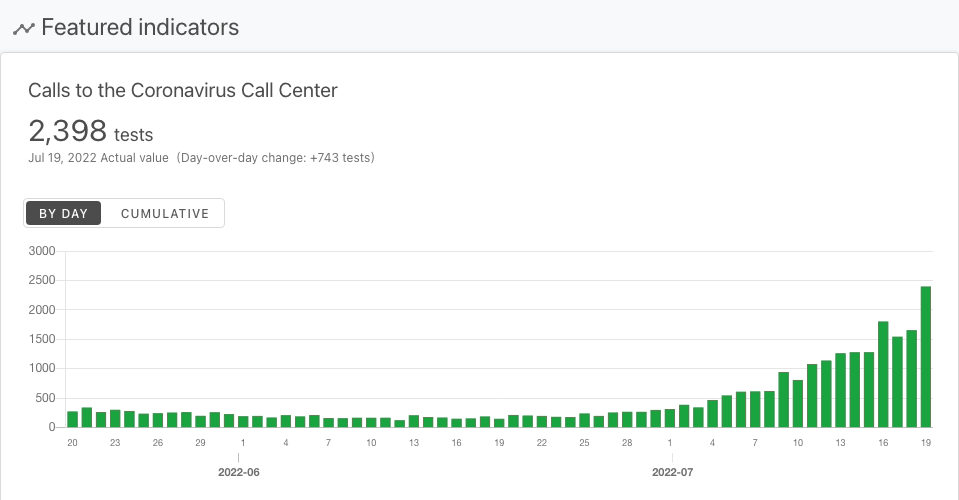 Featured indicators
Calls to the Coronavirus Call Center
2,398 tests
Jul 19, 2022 Actual value (Day-over-day change: +743 tests)
BY DAY CUMULATIVE
3000
2500
2000
1500
1000
500
0
20 23 26 29 1 4 7 10 13 16 19 22 25 28 1 4 7 10 13 16 19
2022-06 2022-07